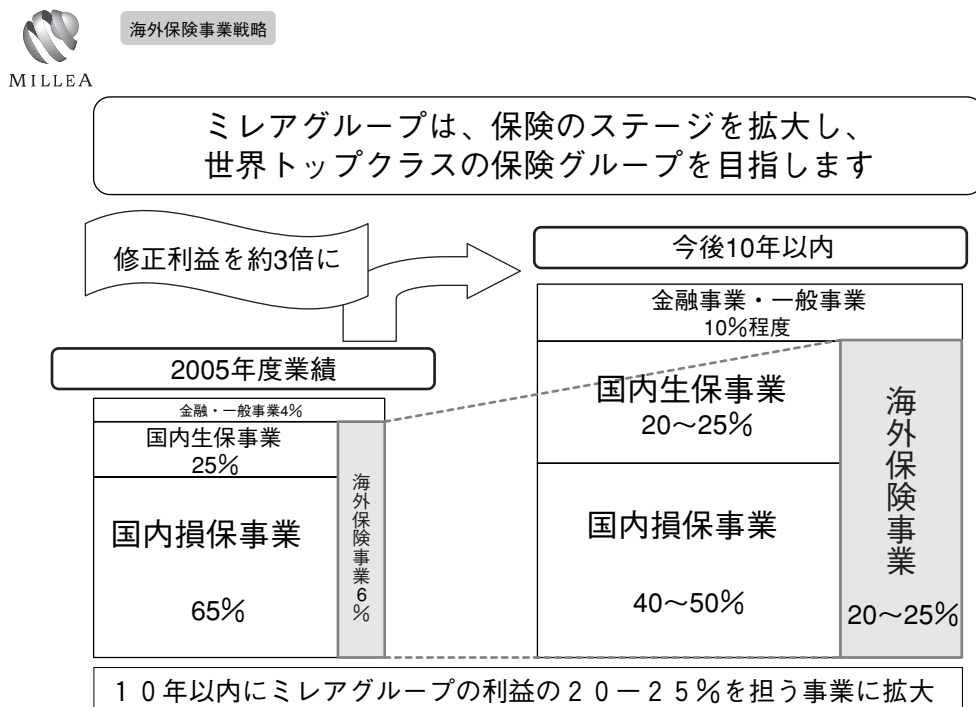 MILLEA
海外保険事業戦略
ミレアグループは、保険のステージを拡大し、
世界トップクラスの保険グループを目指します
修正利益を約3倍に
今後10年以内
金融事業・一般事業
10%程度
国内生保事業
20～25%
国内損保事業
40～50%
海外保険事業
20～25%
2005年度業績
金融・一般事業4%
国内生保事業
25%
国内損保事業
65%
海外保険事業6%
１０年以内にミレアグループの利益の２０－２５%を担う事業に拡大